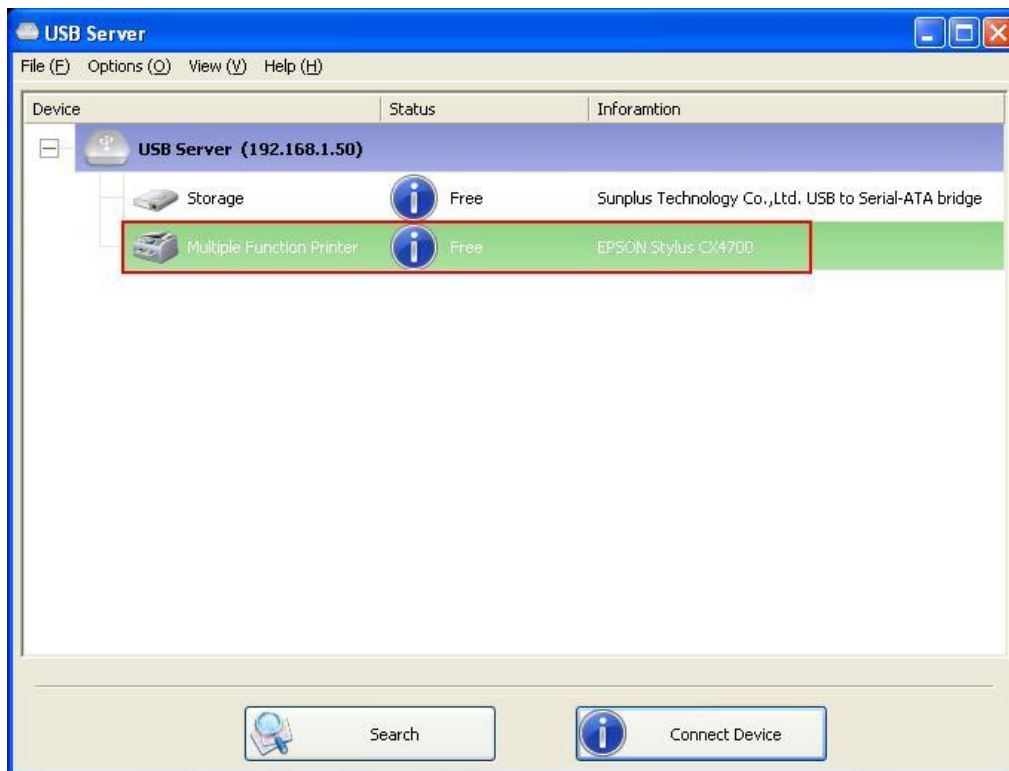 USB Server
File (F) Options (O) View (V) Help (H)
Device Status Inforamtion
USB Server (192.168.1.50)
Storage Free Sunplus Technology Co.,Ltd. USB to Serial-ATA bridge
Multiple Function Printer Free EPSON Stylus CX4700
Search Connect Device